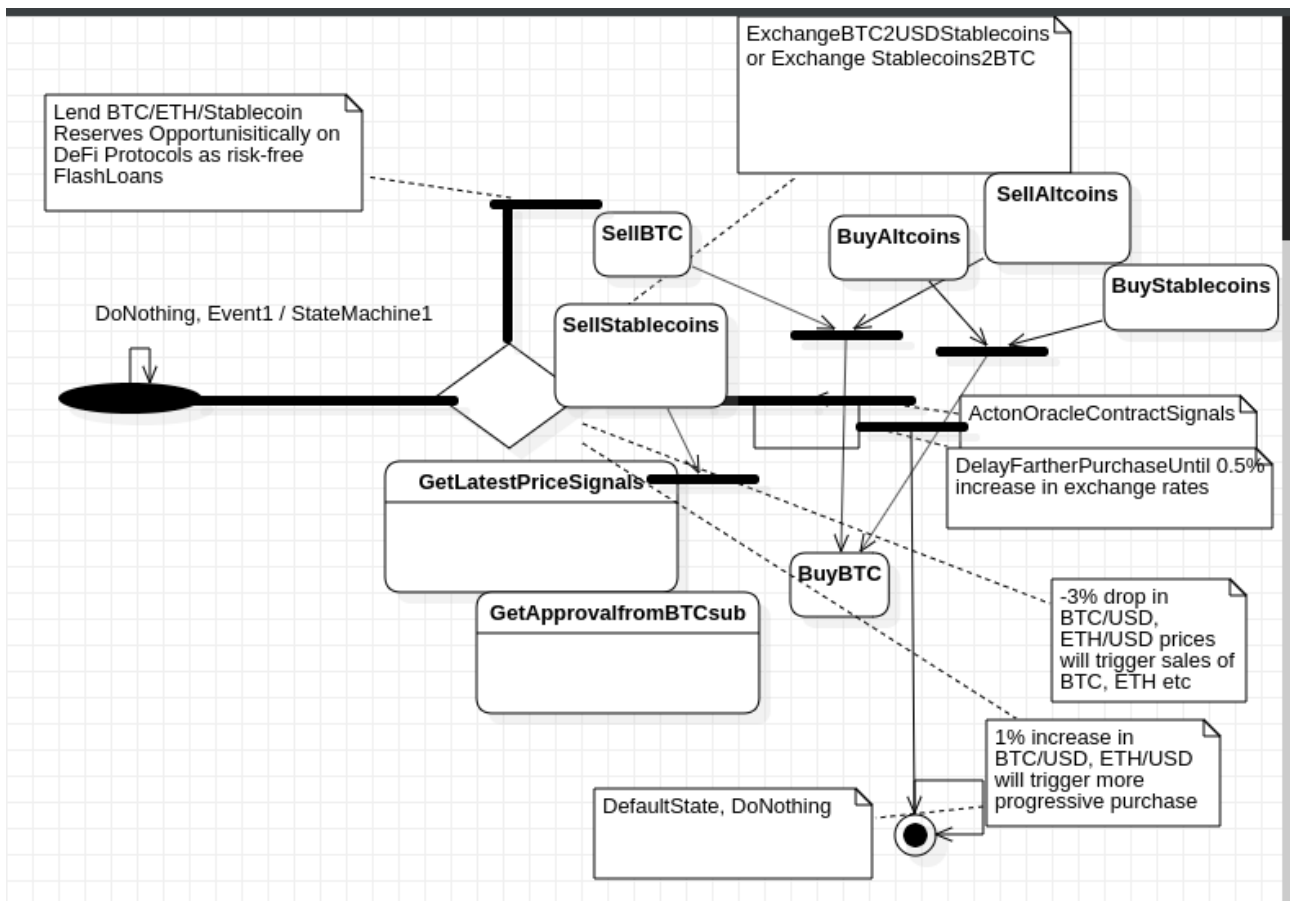 ExchangeBTC2USDStablecoins
or Exchange Stablecoins2BTC
Lend BTC/ETH/Stablecoin
Reserves Opportunisitically on
DeFi Protocols as risk-free
FlashLoans
SellAltcoins
SellBTC
BuyAltcoins
BuyStablecoins
DoNothing, Event1 / StateMachine1
SellStablecoins
ActonOracleContractSignals
DelayFartherPurchaseUntil 0.5%
increase in exchange rates
GetLatestPriceSignals
BuyBTC
GetApprovalfromBTCsub
-3% drop in
BTC/USD,
ETH/USD prices
will trigger sales of
BTC, ETH etc
1% increase in
BTC/USD, ETH/USD
will trigger more
progressive purchase
DefaultState, DoNothing